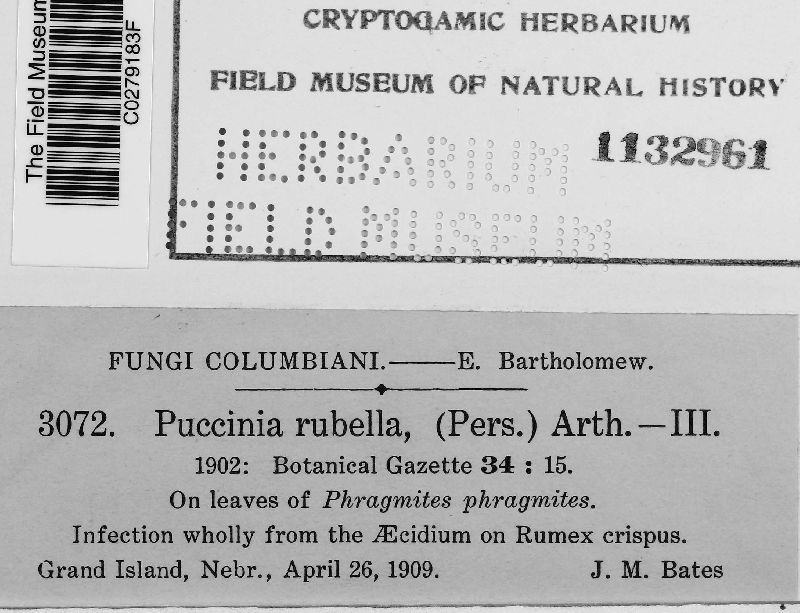 The Field Museum
C0279183F
CRYPTOGAMIC HERBARIUM
FIELD MUSEUM OF NATURAL HISTORY
HERBARIUM
1132961
FIELD MUSEUM
FUNGI COLUMBIANI.——E. Bartholomew.
3072. Puccinia rubella, (Pers.) Arth.—III.
1902: Botanical Gazette 34 : 15.
On leaves of Phragmites phragmites.
Infection wholly from the Æcidium on Rumex crispus.
Grand Island, Nebr., April 26, 1909. J. M. Bates